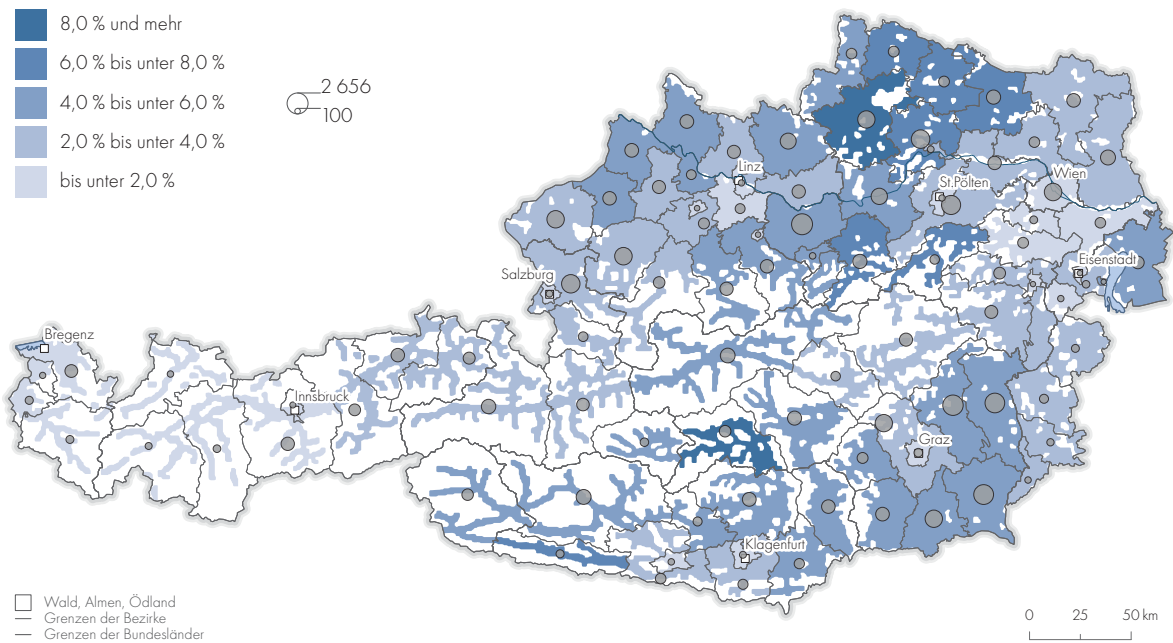 8,0 % und mehr
6,0 % bis unter 8,0 %
4,0 % bis unter 6,0 %
2,0 % bis unter 4,0 %
bis unter 2,0 %
2 656
100
Linz
Wien
St.Pölten
Eisenstadt
Salzburg
Bregenz
Innsbruck
Graz
Klagenfurt
Wald, Almen, Ödland
Grenzen der Bezirke
Grenzen der Bundesländer
0 25 50 km